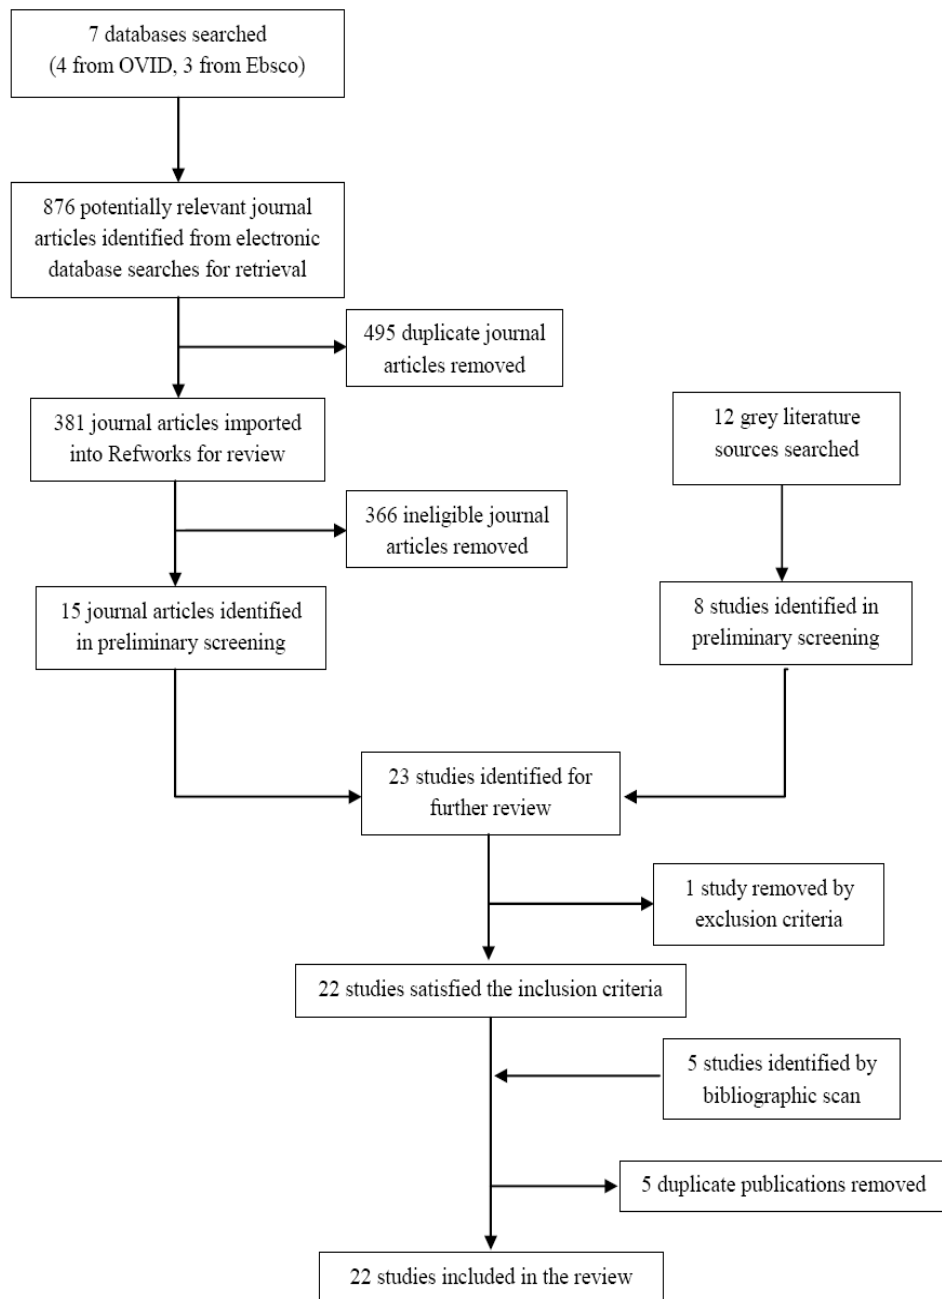 7 databases searched
(4 from OVID, 3 from Ebsco)
876 potentially relevant journal
articles identified from electronic
database searches for retrieval
495 duplicate journal
articles removed
381 journal articles imported
into Refworks for review
12 grey literature
sources searched
366 ineligible journal
articles removed
15 journal articles identified
in preliminary screening
8 studies identified in
preliminary screening
23 studies identified for
further review
1 study removed by
exclusion criteria
22 studies satisfied the inclusion criteria
5 studies identified by
bibliographic scan
5 duplicate publications removed
22 studies included in the review